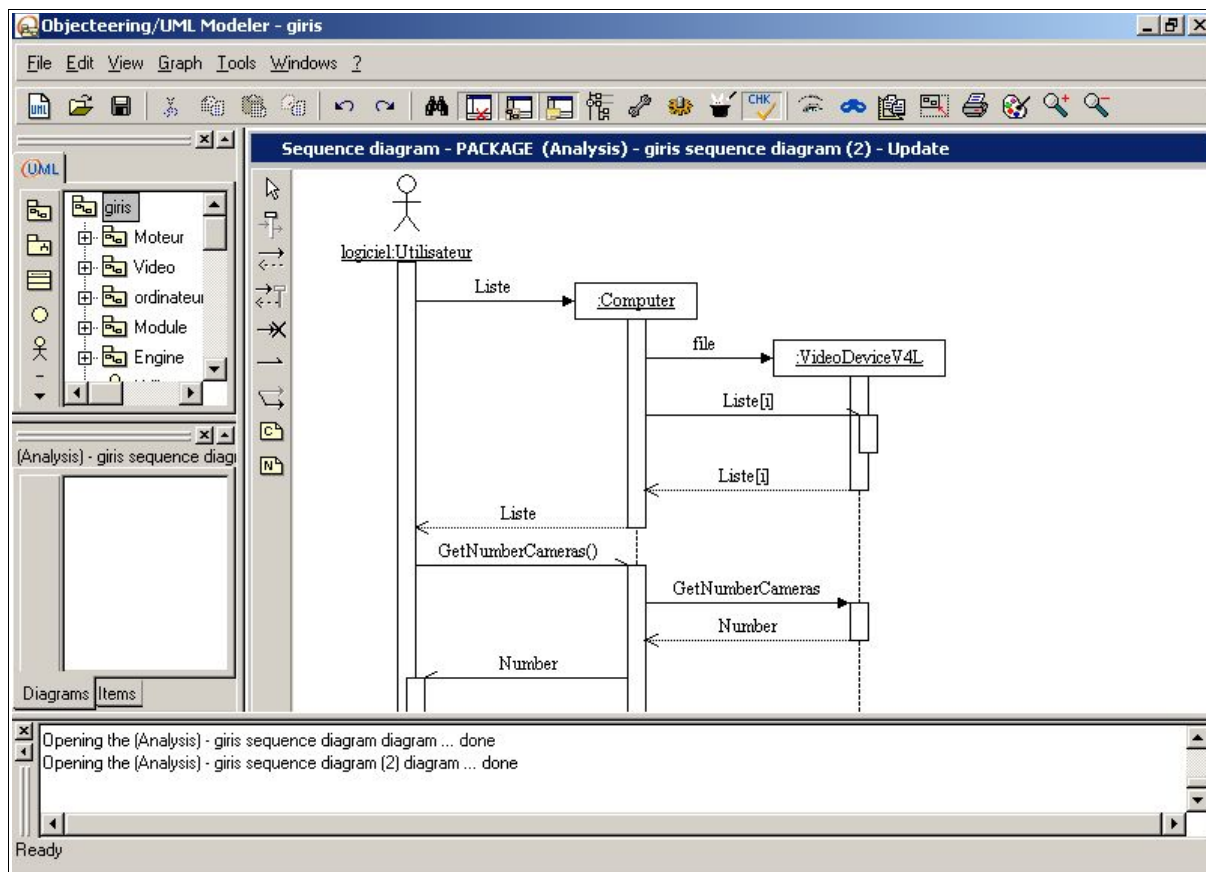 Objecteering/UML Modeler - giris
File Edit View Graph Tools Windows ?
UML
CHK
Sequence diagram - PACKAGE (Analysis) - giris sequence diagram (2) - Update
UML
giris
Moteur
Video
ordinateur
Module
Engine
C
N
(Analysis) - giris sequence diag
Diagrams Items
logiciel:Utilisateur
Liste
:Computer
file
:VideoDeviceV4L
Liste[i]
Liste[i]
Liste
GetNumberCameras()
GetNumberCameras
Number
Number
Opening the (Analysis) - giris sequence diagram diagram ... done
Opening the (Analysis) - giris sequence diagram (2) diagram ... done
Ready